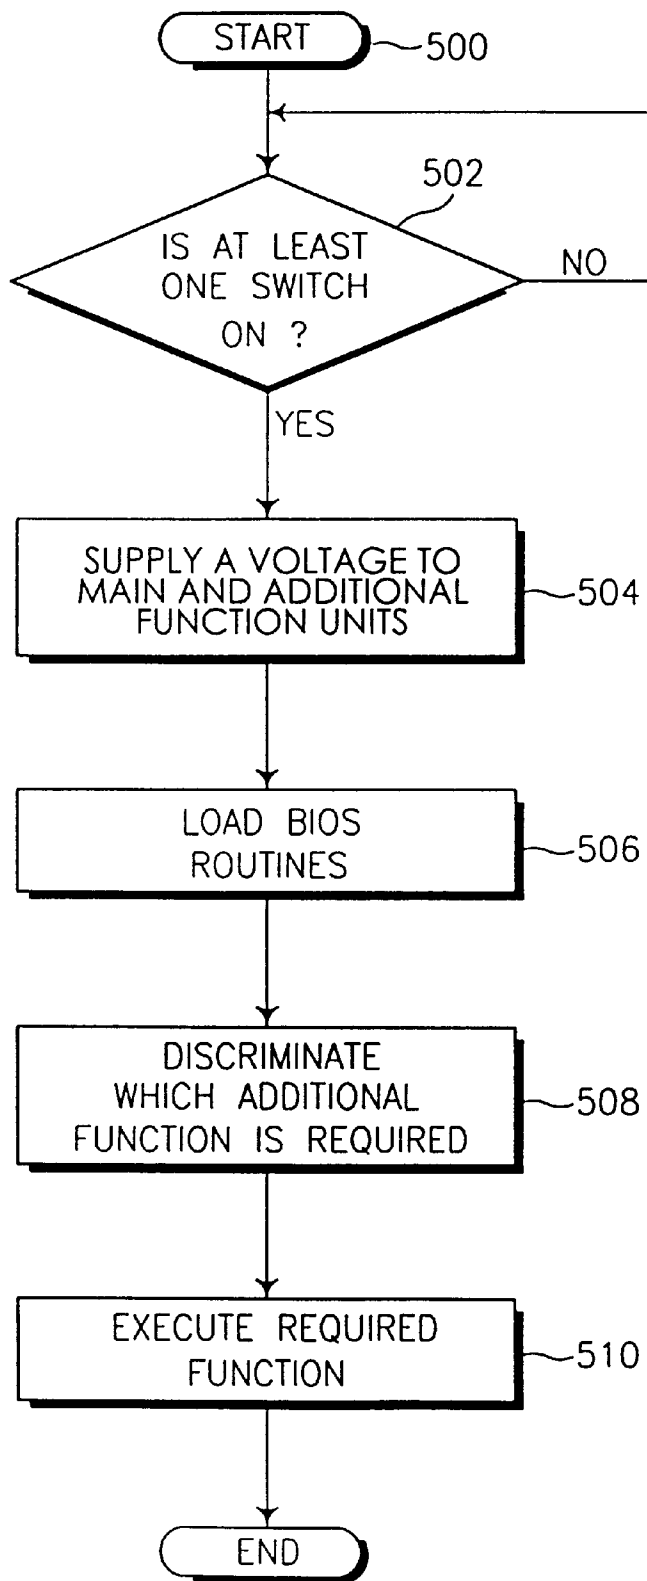 START
500
502
IS AT LEAST
ONE SWITCH
ON ?
NO
YES
SUPPLY A VOLTAGE TO
MAIN AND ADDITIONAL
FUNCTION UNITS
504
LOAD BIOS
ROUTINES
506
DISCRIMINATE
WHICH ADDITIONAL
FUNCTION IS REQUIRED
508
EXECUTE REQUIRED
FUNCTION
510
END